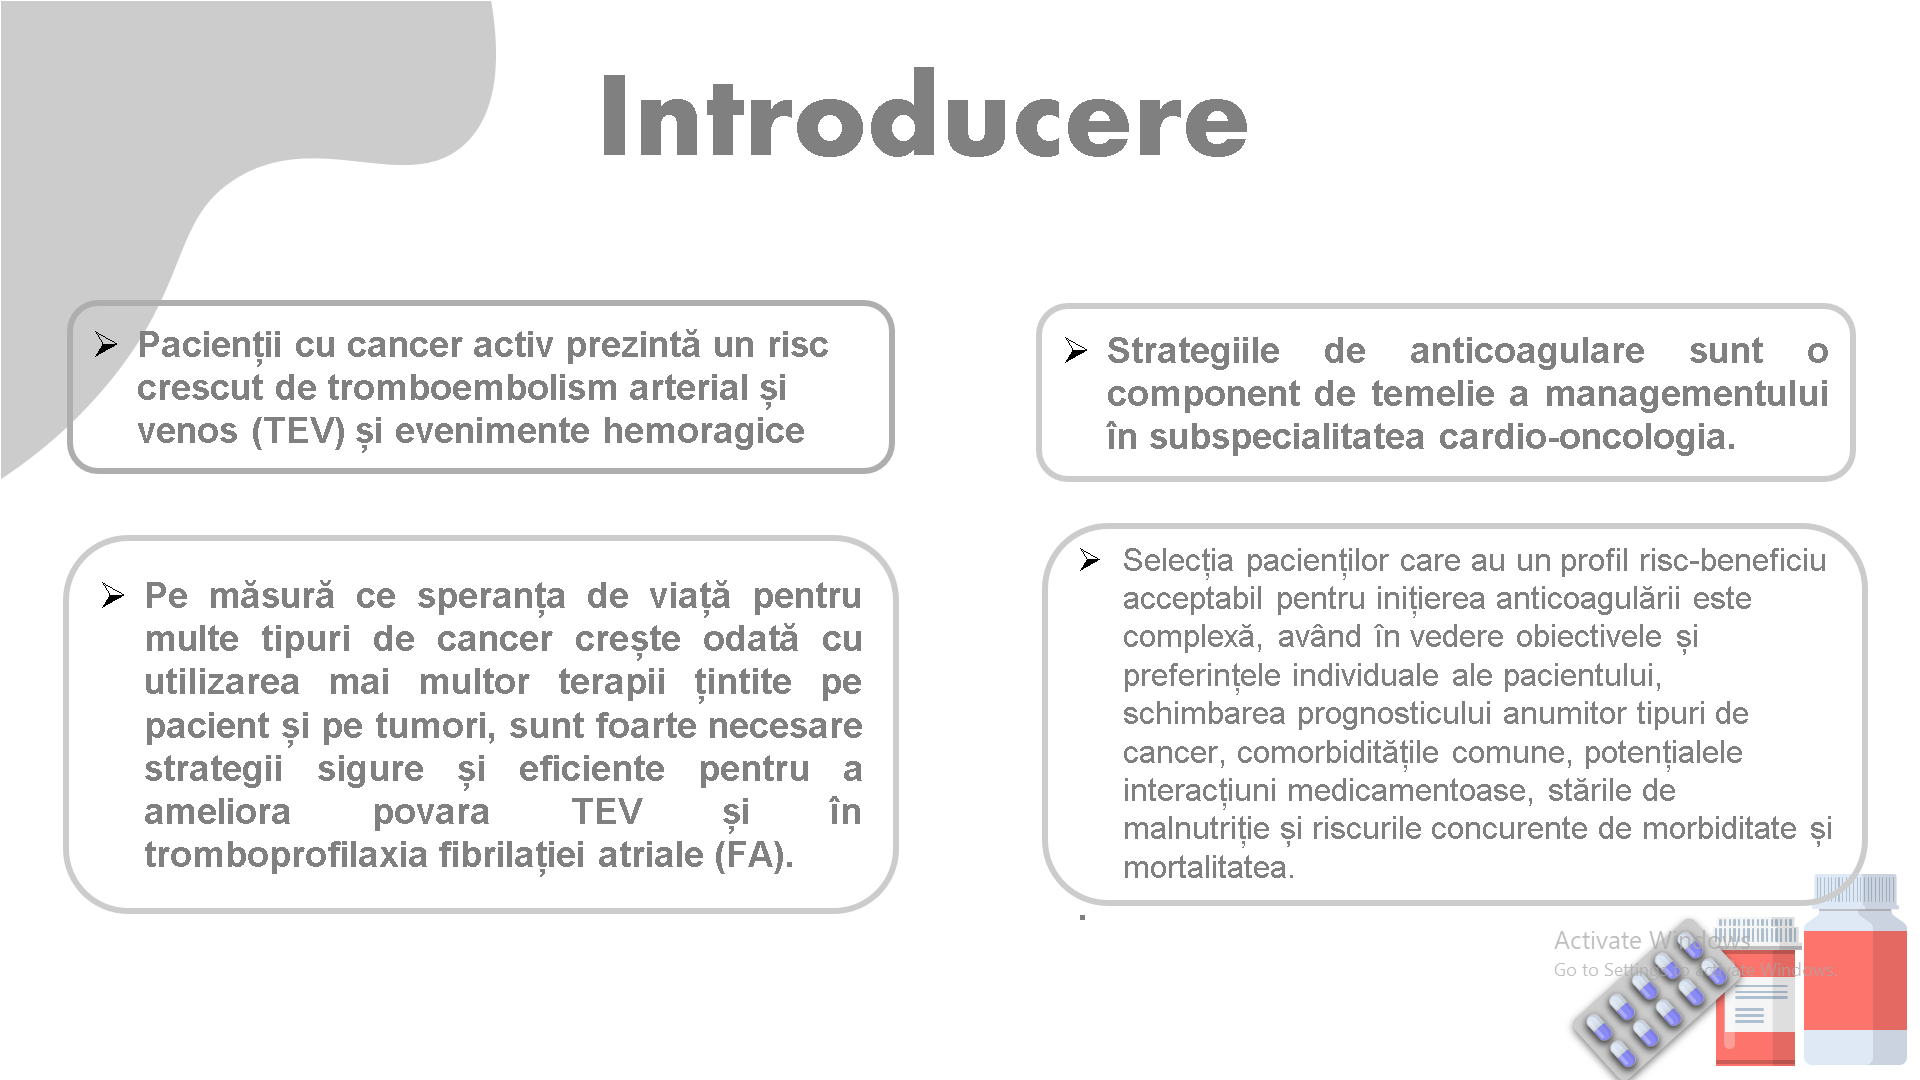 Introducere
Pacienții cu cancer activ prezintă un risc
crescut de tromboembolism arterial și
venos (TEV) și evenimente hemoragice
Pe măsură ce speranța de viață pentru
multe tipuri de cancer crește odată cu
utilizarea mai multor terapii țintite pe
pacient și pe tumori, sunt foarte necesare
strategii sigure și eficiente pentru a
ameliora povara TEV și în
tromboprofilaxia fibrilației atriale (FA).
Strategiile de anticoagulare sunt o
component de temelie a managementului
în subspecialitatea cardio-oncologia.
Selecția pacienților care au un profil risc-beneficiu
acceptabil pentru inițierea anticoagulării este
complexă, având în vedere obiectivele și
preferințele individuale ale pacientului,
schimbarea prognosticului anumitor tipuri de
cancer, comorbiditățile comune, potențialele
interacțiuni medicamentoase, stările de
malnutriție și riscurile concurente de morbiditate și
mortalitatea.
.
Activate Windows
Go to Settings to activate Windows.